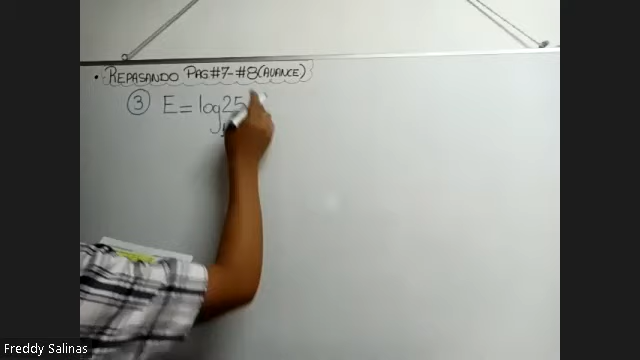 • REPASANDO PAG#7-#8(AVANCE)
③ E = log25
Freddy Salinas